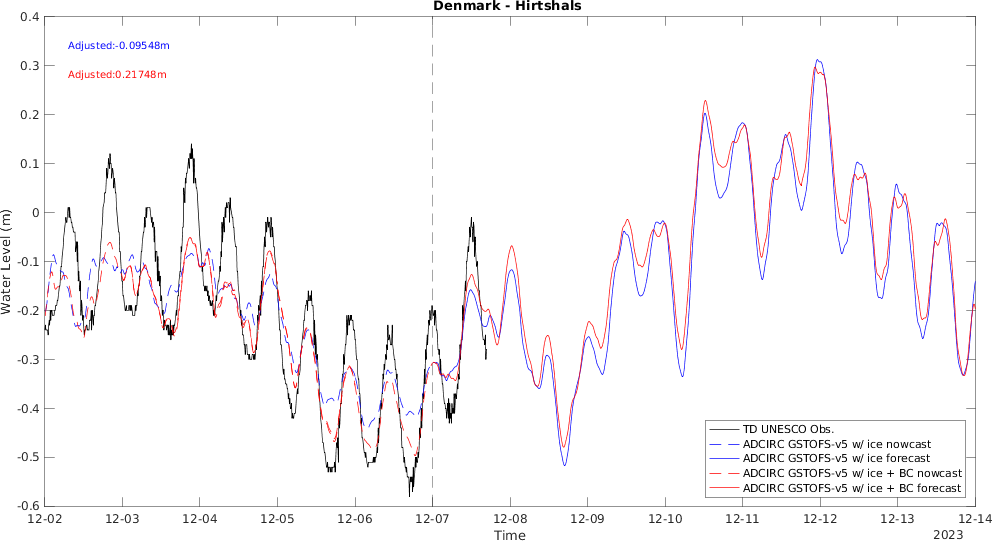 Denmark - Hirtshals
Adjusted:-0.09548m
Adjusted:0.21748m
Water Level (m)
0.4
0.3
0.2
0.1
0
-0.1
-0.2
-0.3
-0.4
-0.5
-0.6
TD UNESCO Obs.
ADCIRC GSTOFS-v5 w/ ice nowcast
ADCIRC GSTOFS-v5 w/ ice forecast
ADCIRC GSTOFS-v5 w/ ice + BC nowcast
ADCIRC GSTOFS-v5 w/ ice + BC forecast
12-02 12-03 12-04 12-05 12-06 12-07 12-08 12-09 12-10 12-11 12-12 12-13 12-14
Time
2023